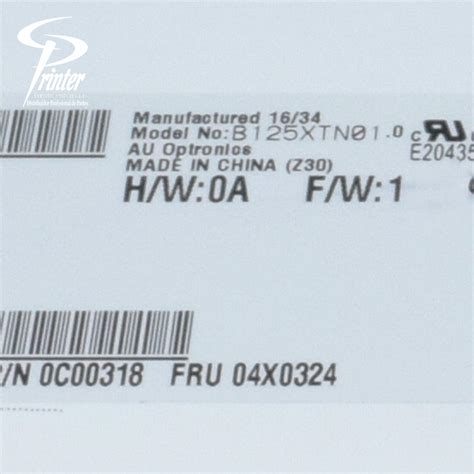 Printer
Manufactured 16/34
Model No: B125XTN01.0
AU Optronics
E20435
MADE IN CHINA (Z30)
H/W:0A F/W:1
P/N 0C00318 FRU 04X0324